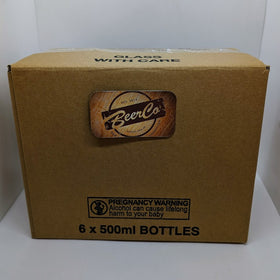 GLASS
WITH CARE
BeerCo
PREGNANCY WARNING
Alcohol can cause lifelong
harm to your baby
6 x 500ml BOTTLES